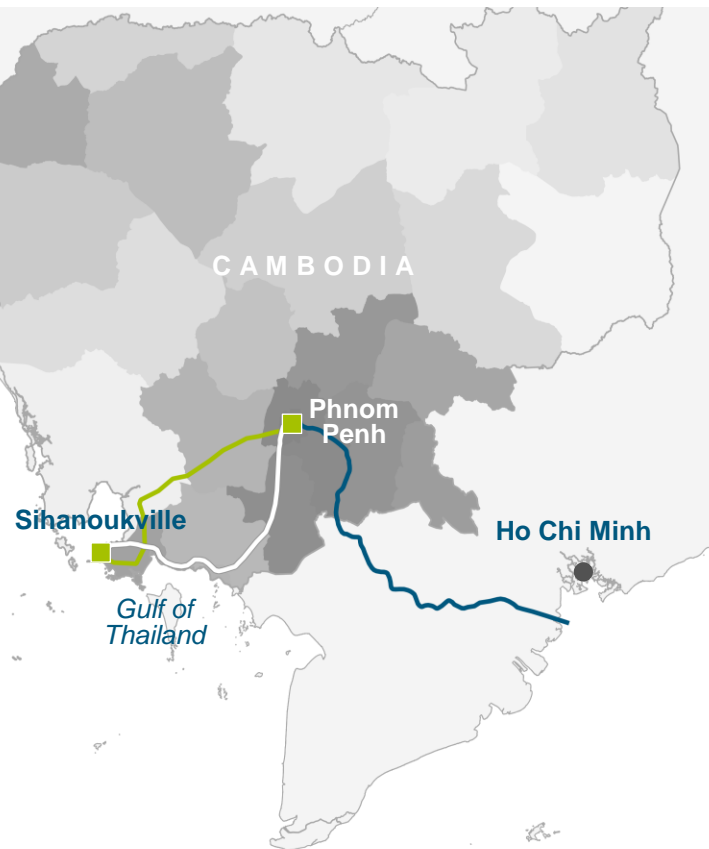 CAMBODIA
Phnom
Penh
Sihanoukville
Ho Chi Minh
Gulf of
Thailand